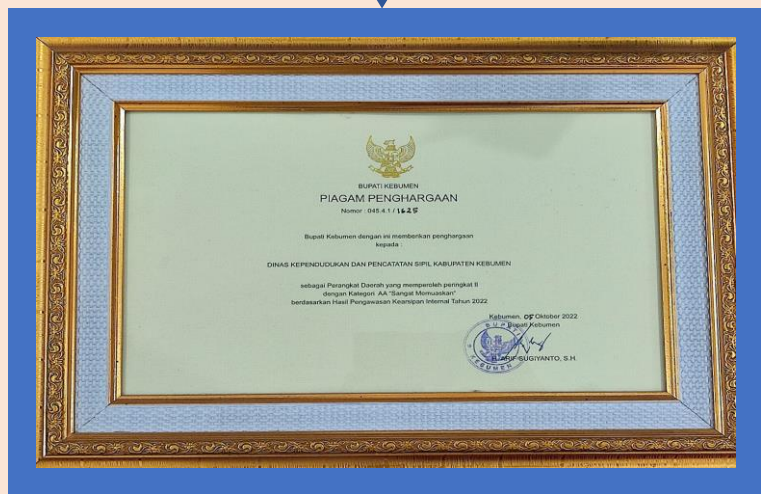 BUPATI KEBUMEN
PIAGAM PENGHARGAAN
Nomor : 045.4.1 / 1625
Bupati Kebumen dengan ini memberikan penghargaan
kepada :
DINAS KEPENDUDUKAN DAN PENCATATAN SIPIL KABUPATEN KEBUMEN
sebagai Perangkat Daerah yang memperoleh peringkat II
dengan Kategori AA "Sangat Memuaskan"
berdasarkan Hasil Pengawasan Kearsipan Internal Tahun 2022
Kebumen, 05 Oktober 2022
Bupati Kebumen
BUPATI
KEBUMEN
H. ARIF SUGIYANTO, S.H.